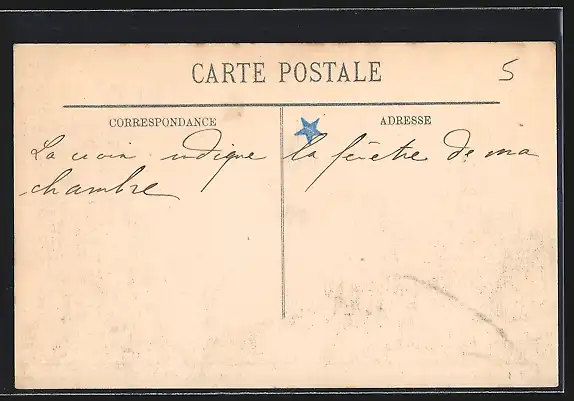 CARTE POSTALE
5
CORRESPONDANCE
ADRESSE
La croix indique la fenêtre de ma
chambre